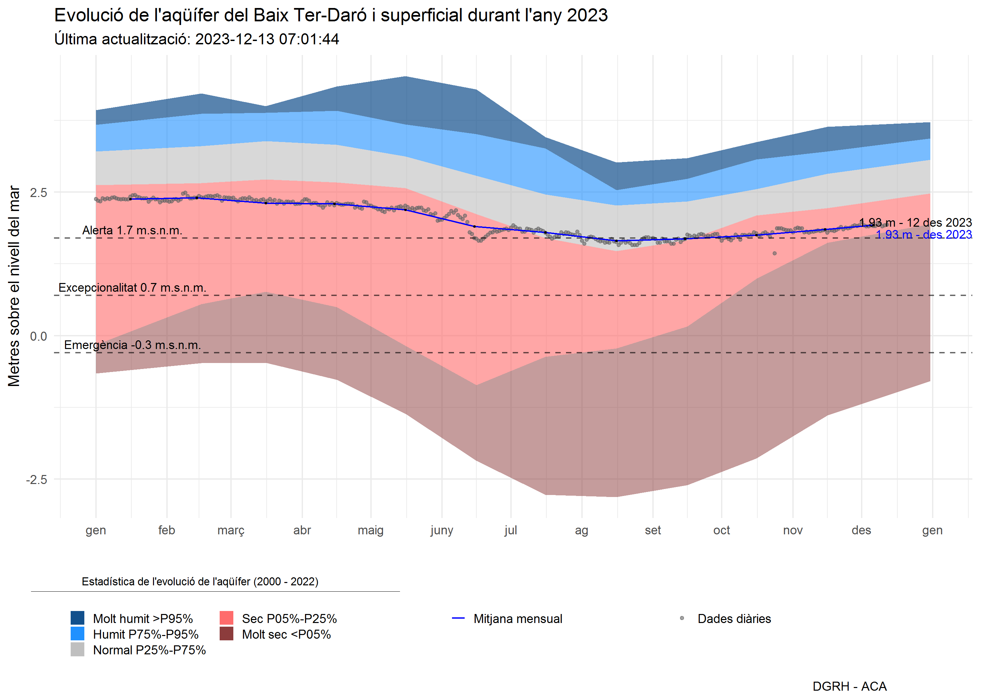 Evolució de l'aqüífer del Baix Ter-Daró i superficial durant l'any 2023
Última actualització: 2023-12-13 07:01:44
Metres sobre el nivell del mar
2.5
0.0
-2.5
Alerta 1.7 m.s.n.m.
Excepcionalitat 0.7 m.s.n.m.
Emergència -0.3 m.s.n.m.
1.93 m - 12 des 2023
1.93 m - des 2023
gen feb març abr maig juny jul ag set oct nov des gen
Estadística de l'evolució de l'aqüífer (2000 - 2022)
Molt humit >P95%
Humit P75%-P95%
Normal P25%-P75%
Sec P05%-P25%
Molt sec <P05%
Mitjana mensual
Dades diàries
DGRH - ACA